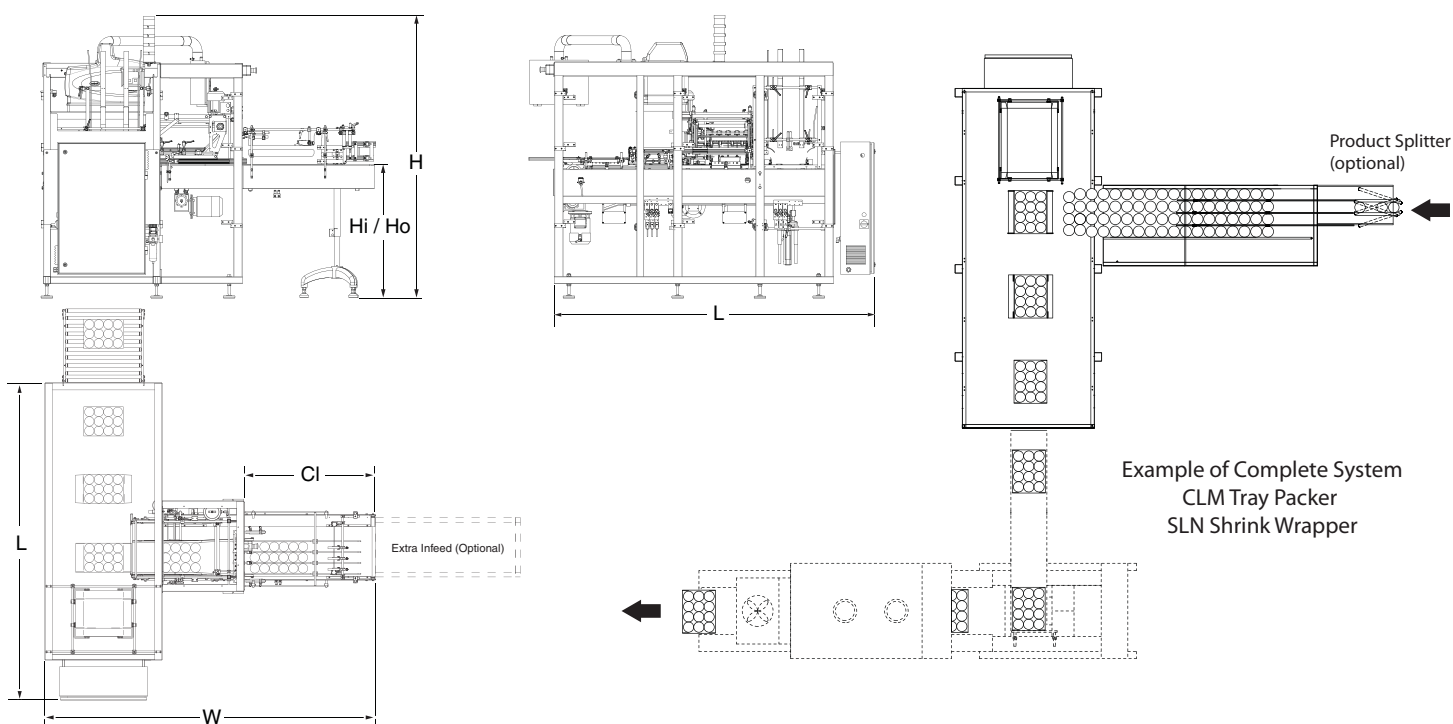 H
Hi / Ho
L
Product Splitter
(optional)
L
CI
Extra Infeed (Optional)
W
Example of Complete System
CLM Tray Packer
SLN Shrink Wrapper